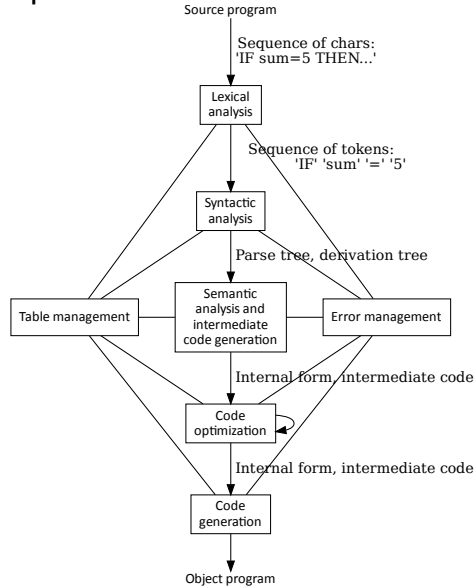 Source program
Sequence of chars:
'IF sum=5 THEN...'
Lexical
analysis
Sequence of tokens:
'IF' 'sum' '=' '5'
Syntactic
analysis
Parse tree, derivation tree
Semantic
analysis and
intermediate
code generation
Table management
Error management
Internal form, intermediate code
Code
optimization
Internal form, intermediate code
Code
generation
Object program